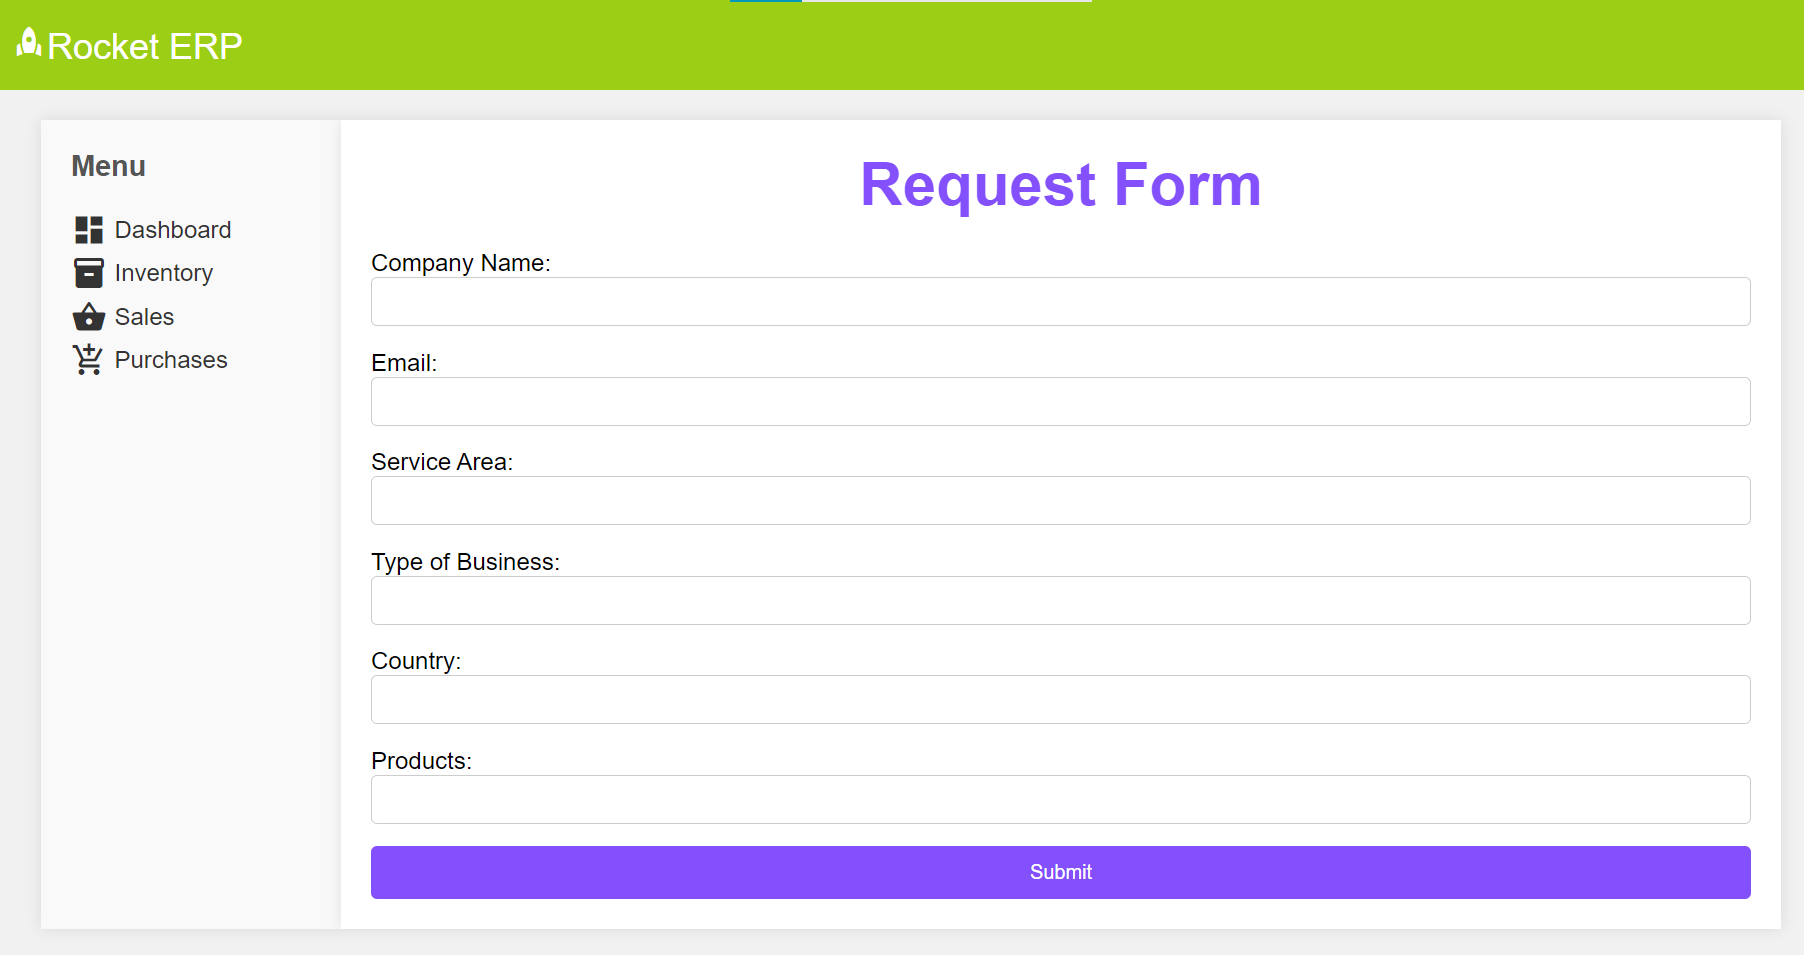 Rocket ERP
Menu
Dashboard
Inventory
Sales
Purchases
Request Form
Company Name:
Email:
Service Area:
Type of Business:
Country:
Products:
Submit